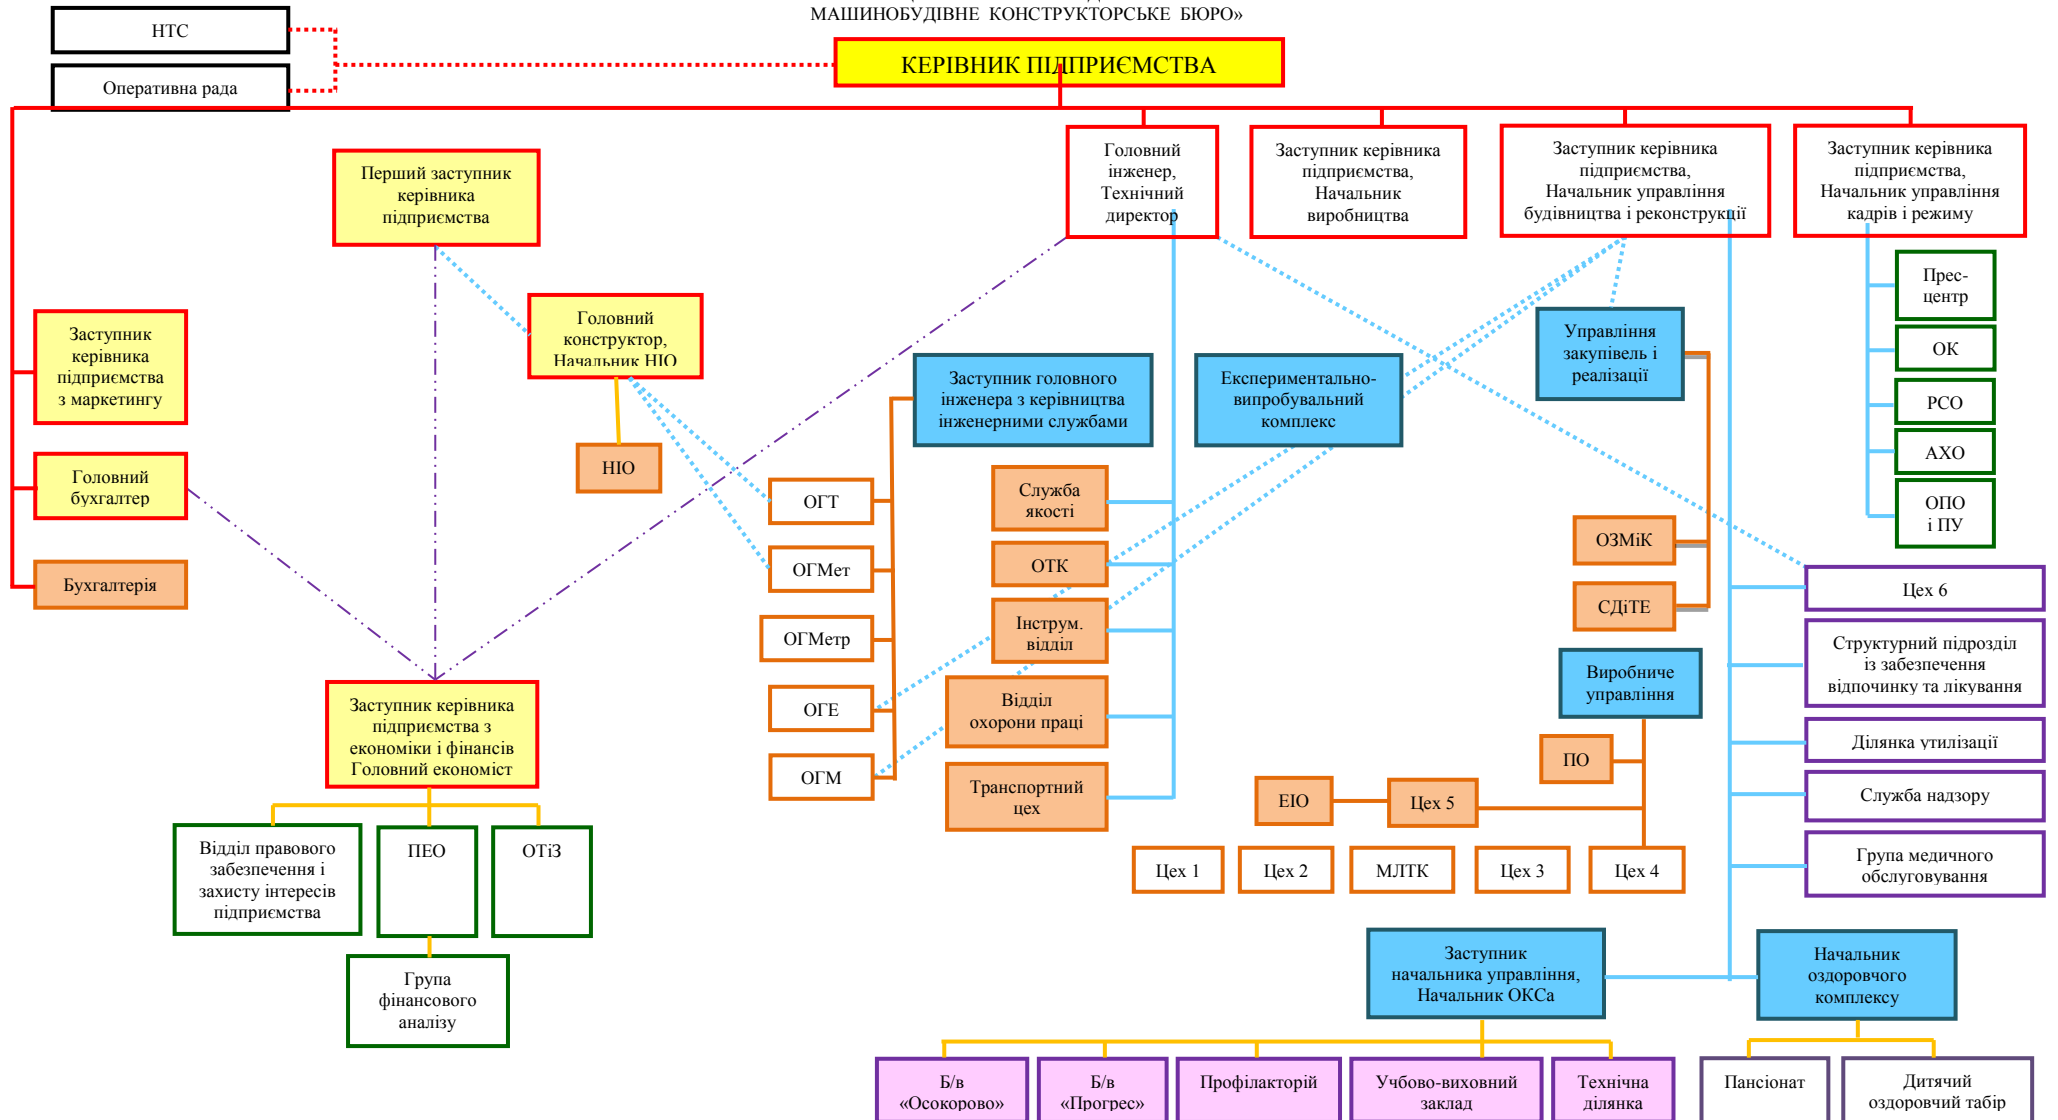 МАШИНОБУДІВНЕ КОНСТРУКТОРСЬКЕ БЮРО»
НТС
Оперативна рада
КЕРІВНИК ПІДПРИЄМСТВА
Перший заступник
керівника
підприємства
Головний
інженер,
Технічний
директор
Заступник керівника
підприємства,
Начальник
виробництва
Заступник керівника
підприємства,
Начальник управління
будівництва і реконструкції
Заступник керівника
підприємства,
Начальник управління
кадрів і режиму
Прес-
центр
ОК
РСО
АХО
ОПО
і ПУ
Заступник
керівника
підприємства
з маркетингу
Головний
бухгалтер
Бухгалтерія
Головний
конструктор,
Начальник НІО
НІО
Заступник головного
інженера з керівництва
інженерними службами
Експериментально-
випробувальний
комплекс
Управління
закупівель і
реалізації
ОГТ
ОГМет
ОГМетр
ОГЕ
ОГМ
Служба
якості
ОТК
Інструм.
відділ
Відділ
охорони праці
Транспортний
цех
ОЗМіК
СДіТЕ
Виробниче
управління
ПО
ЕІО
Цех 5
Цех 1
Цех 2
МЛТК
Цех 3
Цех 4
Цех 6
Структурний підрозділ
із забезпечення
відпочинку та лікування
Ділянка утилізації
Служба надзору
Група медичного
обслуговування
Заступник керівника
підприємства з
економіки і фінансів
Головний економіст
Відділ правового
забезпечення і
захисту інтересів
підприємства
ПЕО
ОТіЗ
Група
фінансового
аналізу
Заступник
начальника управління,
Начальник ОКСа
Начальник
оздоровчого
комплексу
Б/в
«Осокорово»
Б/в
«Прогрес»
Профілакторій
Учбово-виховний
заклад
Технічна
ділянка
Пансіонат
Дитячий
оздоровчий табір